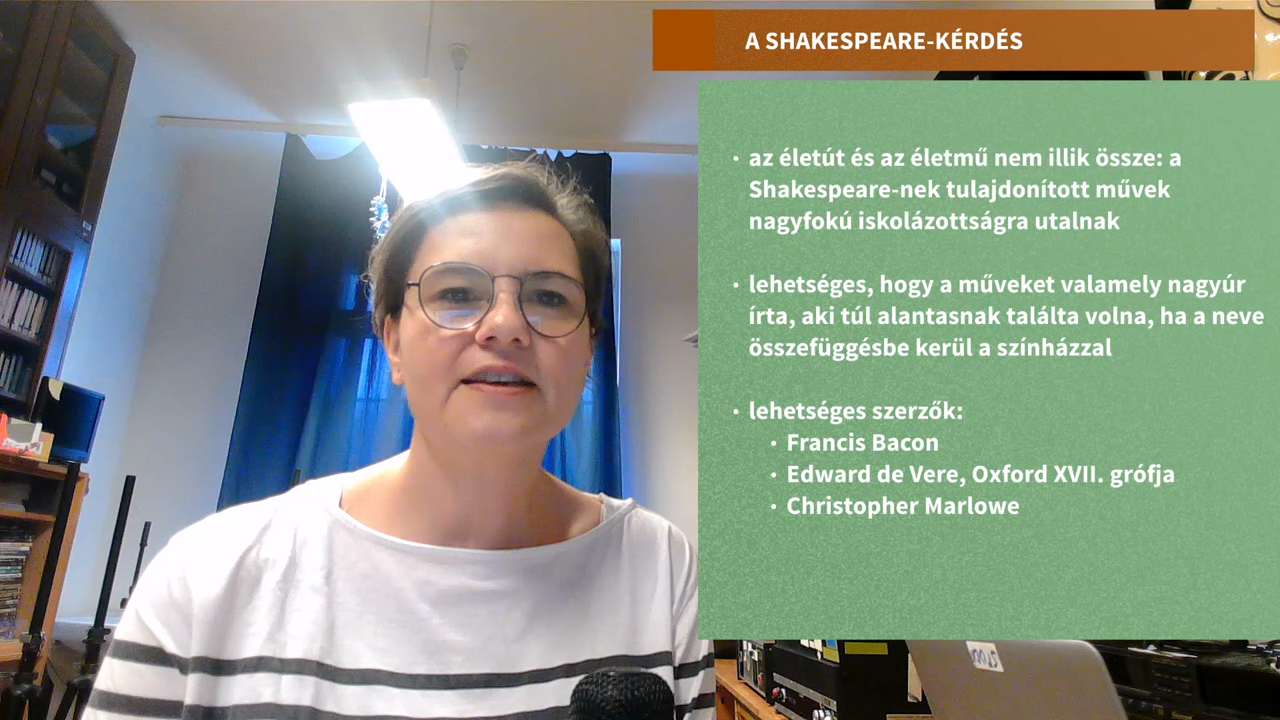 A SHAKESPEARE-KÉRDÉS
• az életút és az életmű nem illik össze: a
Shakespeare-nek tulajdonított művek
nagyfokú iskolázottságra utalnak
• lehetséges, hogy a műveket valamely nagyúr
írta, aki túl alantasnak találta volna, ha a neve
összefüggésbe kerül a színházzal
• lehetséges szerzők:
• Francis Bacon
• Edward de Vere, Oxford XVII. grófja
• Christopher Marlowe